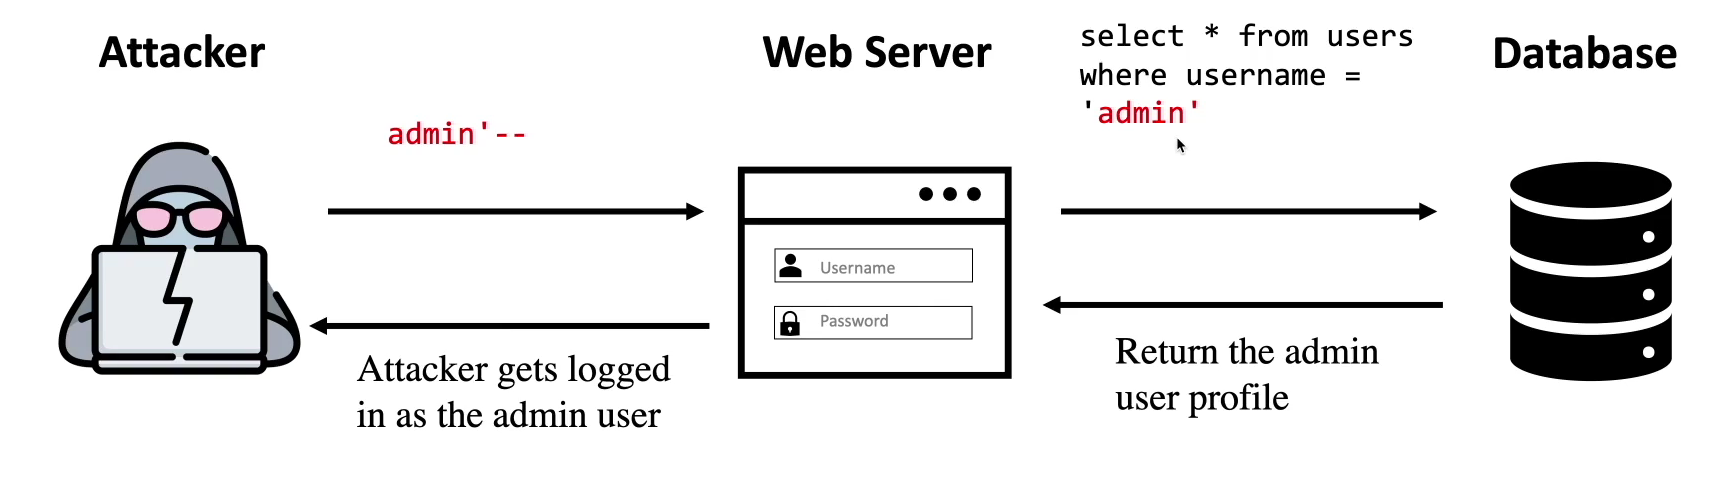 Attacker
Web Server
select * from users
where username =
'admin'
Database
admin'--
Username
Password
Attacker gets logged
in as the admin user
Return the admin
user profile